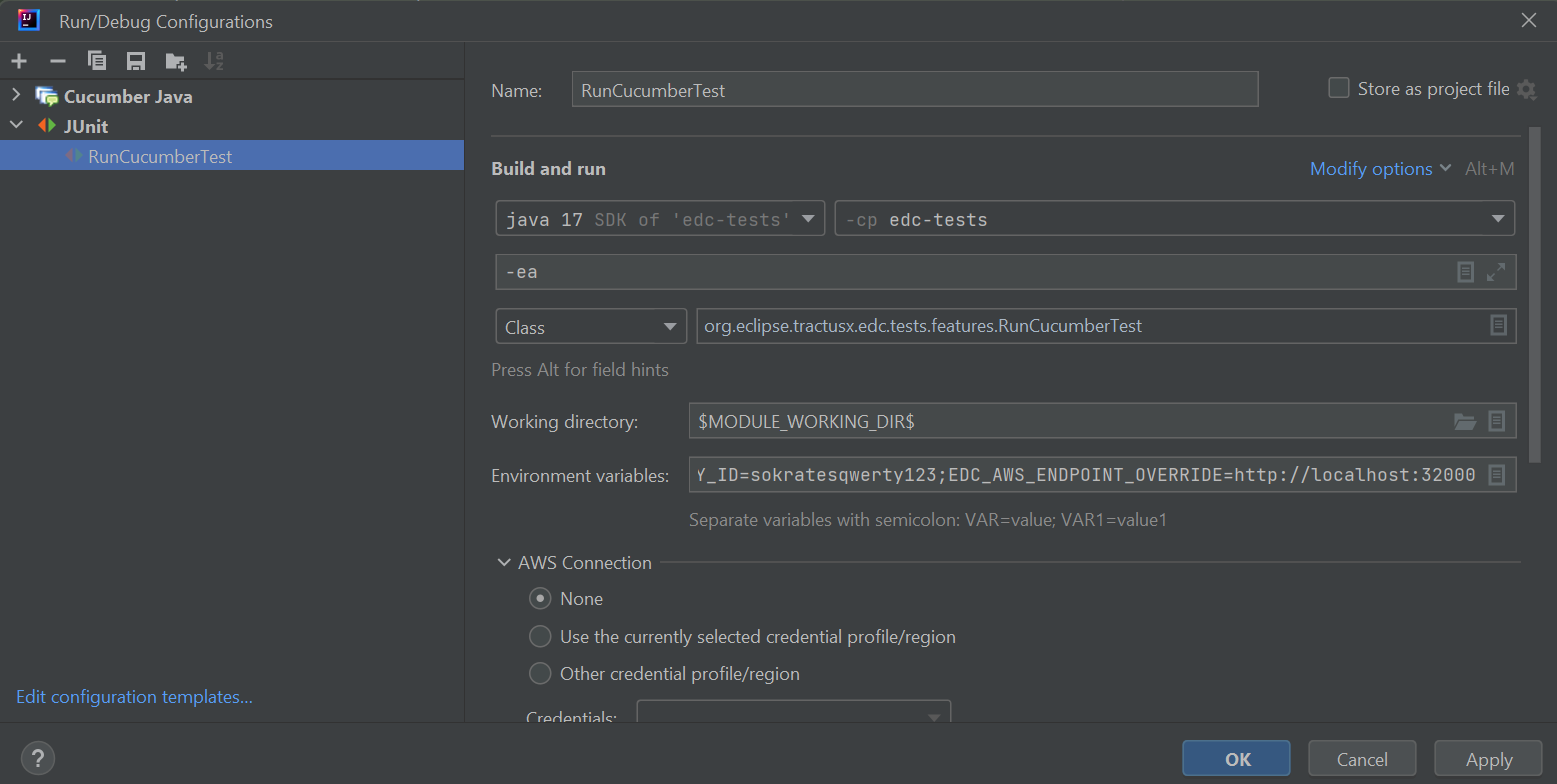 Run/Debug Configurations
Cucumber Java
JUnit
RunCucumberTest
Edit configuration templates...
Name: RunCucumberTest Store as project file
Build and run Modify options Alt+M
java 17 SDK of 'edc-tests' -cp edc-tests
-ea
Class org.eclipse.tractusx.edc.tests.features.RunCucumberTest
Press Alt for field hints
Working directory: $MODULE_WORKING_DIR$
Environment variables: Y_ID=sokratesqwerty123;EDC_AWS_ENDPOINT_OVERRIDE=http://localhost:32000
Separate variables with semicolon: VAR=value; VAR1=value1
AWS Connection
None
Use the currently selected credential profile/region
Other credential profile/region
Credentials:
? OK Cancel Apply